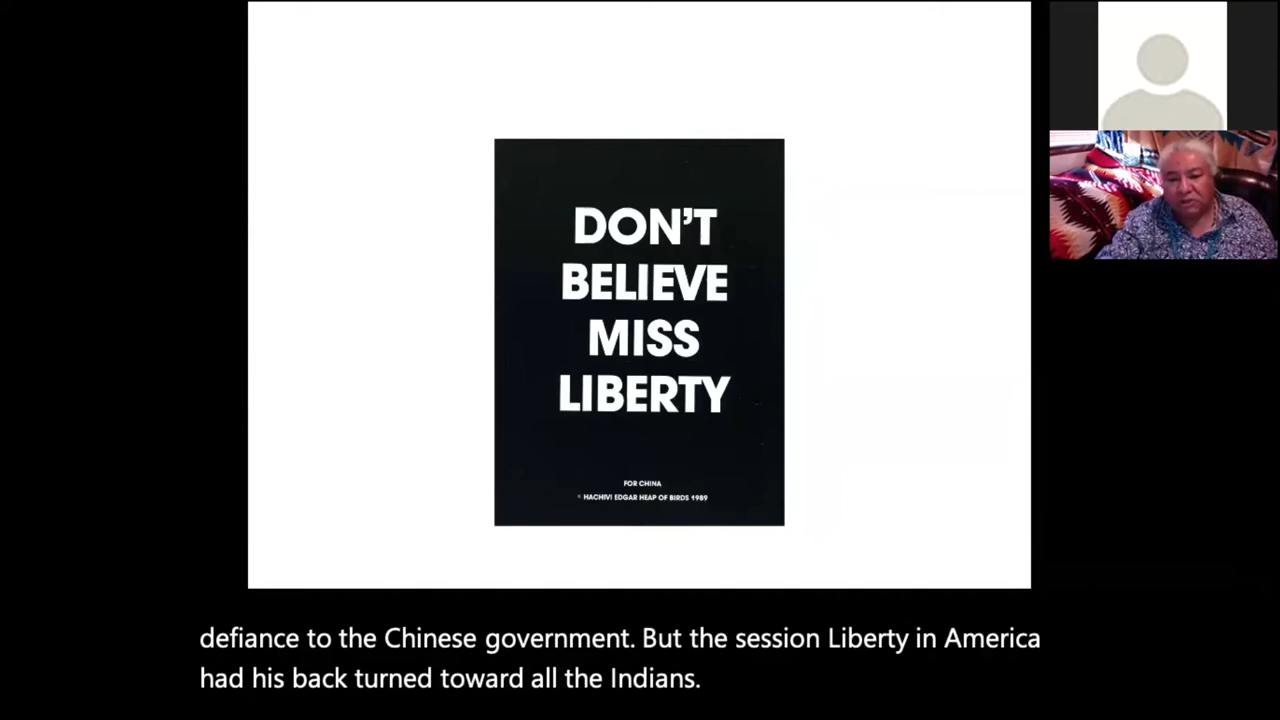 DON'T
BELIEVE
MISS
LIBERTY
FOR CHINA
© HACHIVI EDGAR HEAP OF BIRDS 1989
defiance to the Chinese government. But the session Liberty in America
had his back turned toward all the Indians.